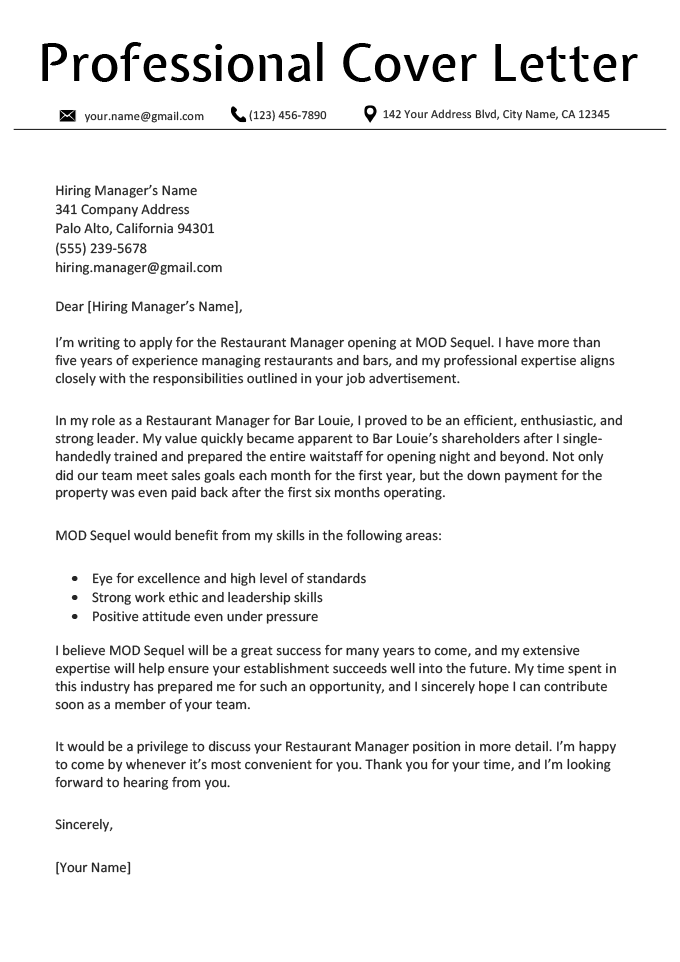 Professional Cover Letter
your.name@gmail.com (123) 456-7890 142 Your Address Blvd, City Name, CA 12345
Hiring Manager’s Name
341 Company Address
Palo Alto, California 94301
(555) 239-5678
hiring.manager@gmail.com
Dear [Hiring Manager’s Name],
I’m writing to apply for the Restaurant Manager opening at MOD Sequel. I have more than
five years of experience managing restaurants and bars, and my professional expertise aligns
closely with the responsibilities outlined in your job advertisement.
In my role as a Restaurant Manager for Bar Louie, I proved to be an efficient, enthusiastic, and
strong leader. My value quickly became apparent to Bar Louie’s shareholders after I single-
handedly trained and prepared the entire waitstaff for opening night and beyond. Not only
did our team meet sales goals each month for the first year, but the down payment for the
property was even paid back after the first six months operating.
MOD Sequel would benefit from my skills in the following areas:
• Eye for excellence and high level of standards
• Strong work ethic and leadership skills
• Positive attitude even under pressure
I believe MOD Sequel will be a great success for many years to come, and my extensive
expertise will help ensure your establishment succeeds well into the future. My time spent in
this industry has prepared me for such an opportunity, and I sincerely hope I can contribute
soon as a member of your team.
It would be a privilege to discuss your Restaurant Manager position in more detail. I’m happy
to come by whenever it’s most convenient for you. Thank you for your time, and I’m looking
forward to hearing from you.
Sincerely,
[Your Name]